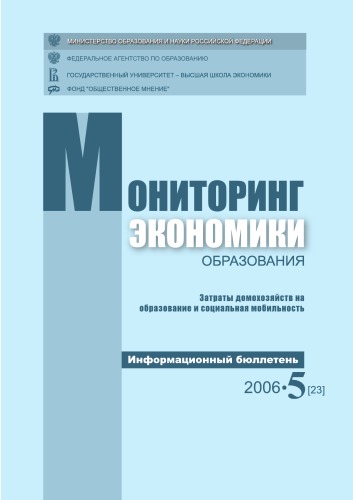 МИНИСТЕРСТВО ОБРАЗОВАНИЯ И НАУКИ РОССИЙСКОЙ ФЕДЕРАЦИИ
ФЕДЕРАЛЬНОЕ АГЕНТСТВО ПО ОБРАЗОВАНИЮ
ГОСУДАРСТВЕННЫЙ УНИВЕРСИТЕТ – ВЫСШАЯ ШКОЛА ЭКОНОМИКИ
ФОНД "ОБЩЕСТВЕННОЕ МНЕНИЕ"
МОНИТОРИНГ
ЭКОНОМИКИ
ОБРАЗОВАНИЯ
Затраты домохозяйств на
образование и социальная мобильность
Информационный бюллетень
2006•5[23]